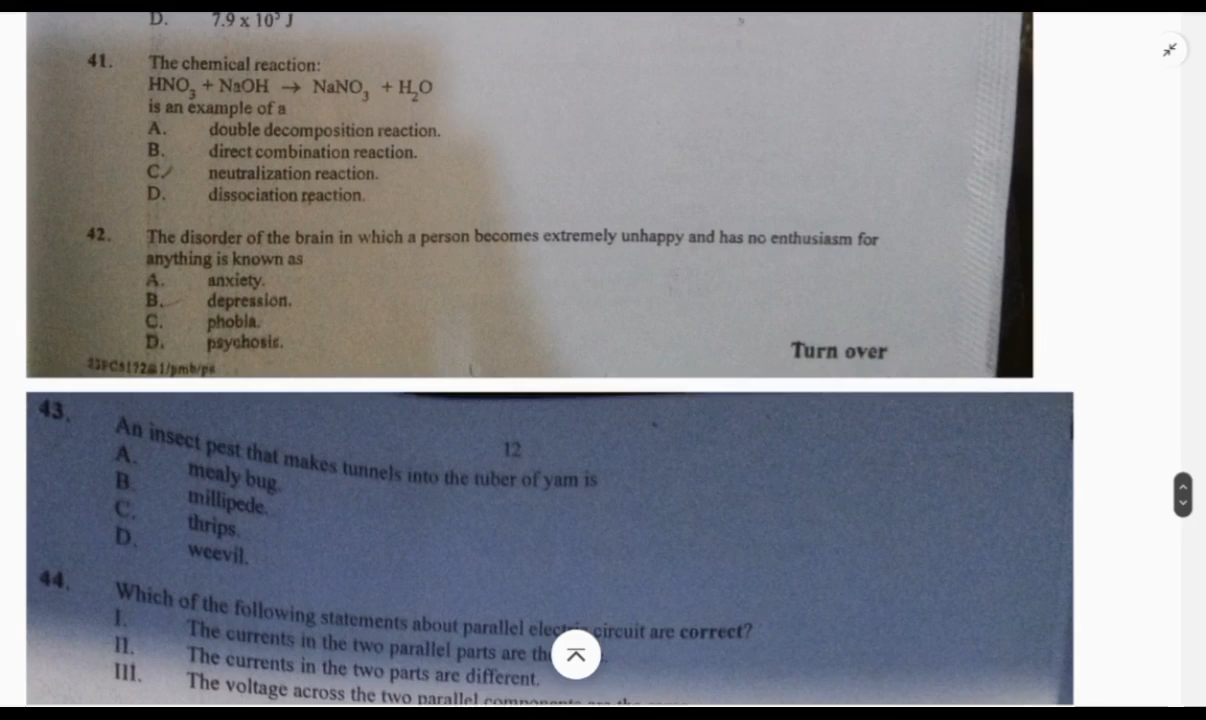 D. 7.9 x 10⁵ J
41. The chemical reaction:
HNO₃ + NaOH → NaNO₃ + H₂O
is an example of a
A. double decomposition reaction.
B. direct combination reaction.
C. neutralization reaction.
D. dissociation reaction.
42. The disorder of the brain in which a person becomes extremely unhappy and has no enthusiasm for
anything is known as
A. anxiety.
B. depression.
C. phobia.
D. psychosis.
Turn over
12
43. An insect pest that makes tunnels into the tuber of yam is
A. mealy bug.
B. millipede.
C. thrips.
D. weevil.
44. Which of the following statements about parallel electric circuit are correct?
I. The currents in the two parallel parts are
II. The currents in the two parts are different.
III. The voltage across the two parallel components are the